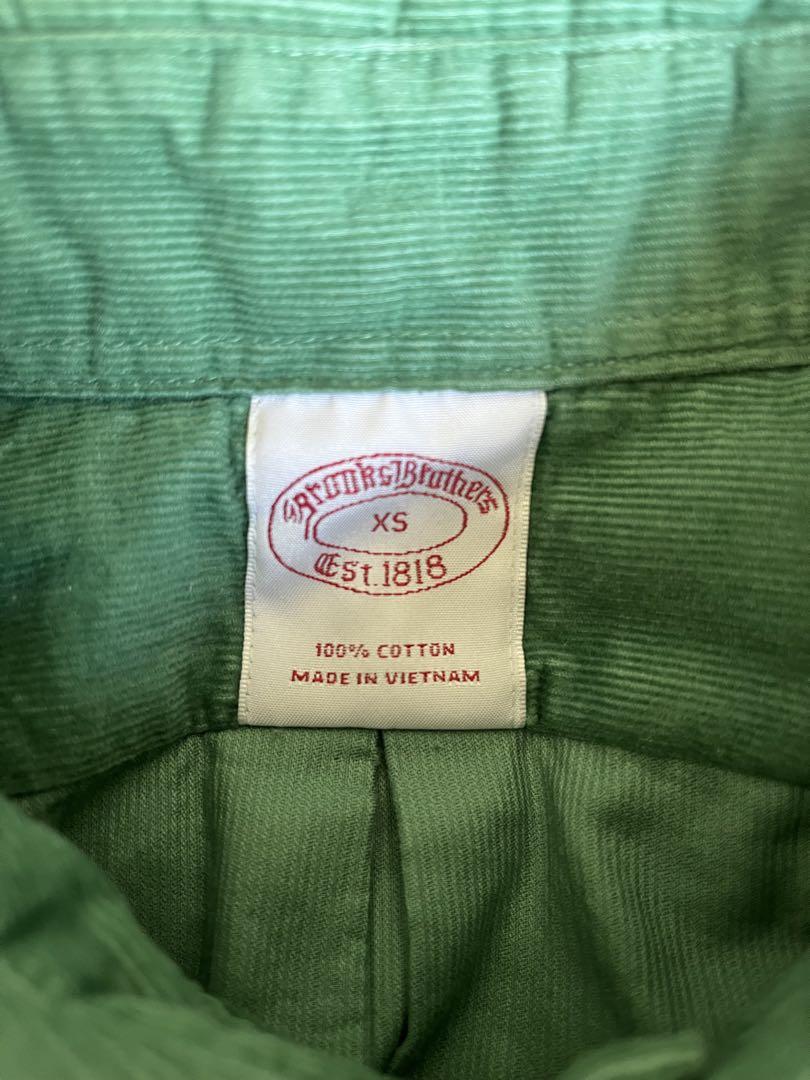 Brooks Brothers
XS
Est. 1818
100% COTTON
MADE IN VIETNAM